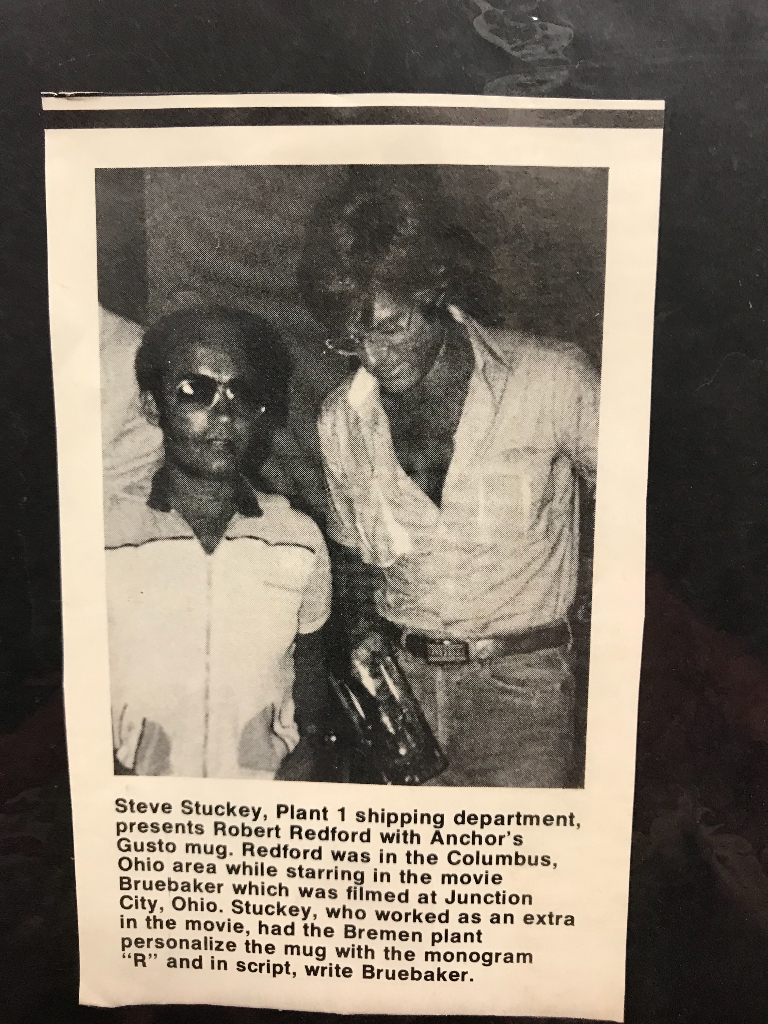 Steve Stuckey, Plant 1 shipping department,
presents Robert Redford with Anchor's
Gusto mug. Redford was in the Columbus,
Ohio area while starring in the movie
Bruebaker which was filmed at Junction
City, Ohio. Stuckey, who worked as an extra
in the movie, had the Bremen plant
personalize the mug with the monogram
"R" and in script, write Bruebaker.